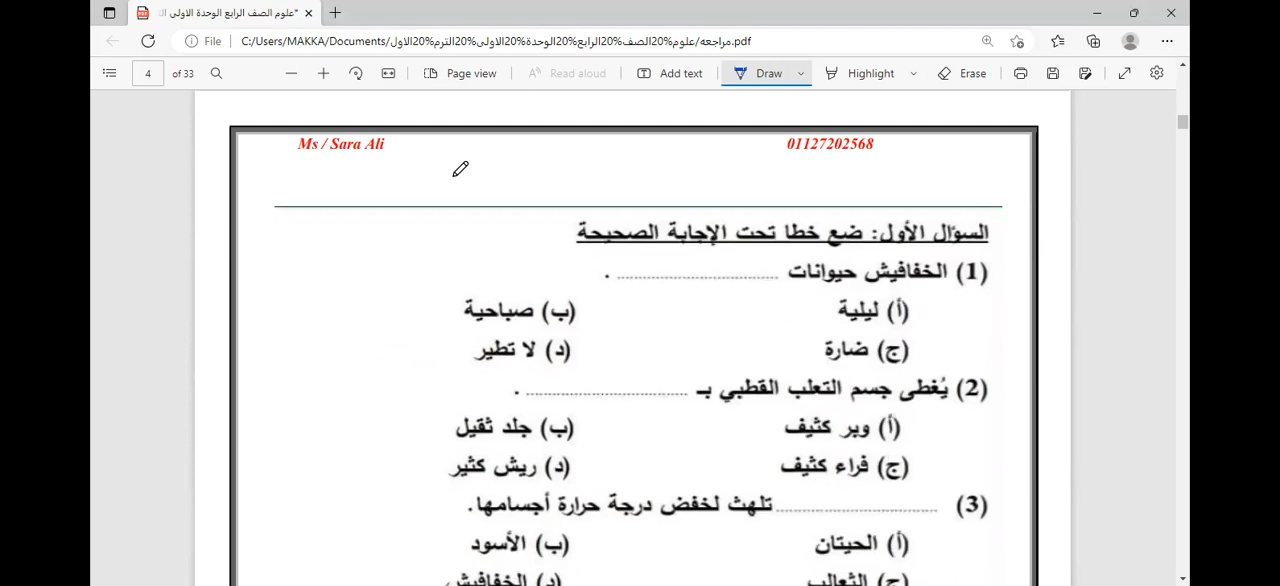 *علوم الصف الرابع الوحدة الاولى ال
File C:/Users/MAKKA/Documents/مراجعه/علوم%20الصف%20الرابع%20الوحدة%20الاولى%20الترم%20الاول.pdf
4 of 33 Page view Read aloud Add text Draw Highlight Erase
Ms / Sara Ali 01127202568
السؤال الأول: ضع خطا تحت الإجابة الصحيحة
(1) الخفافيش حيوانات .................... .
(أ) ليلية (ب) صباحية
(ج) ضارة (د) لا تطير
(2) يُغطى جسم الثعلب القطبي بـ .................... .
(أ) وبر كثيف (ب) جلد ثقيل
(ج) فراء كثيف (د) ريش كثير
(3) .................... تلهث لخفض درجة حرارة أجسامها.
(أ) الحيتان (ب) الأسود
(ج) الثعالب (د) الخفافيش